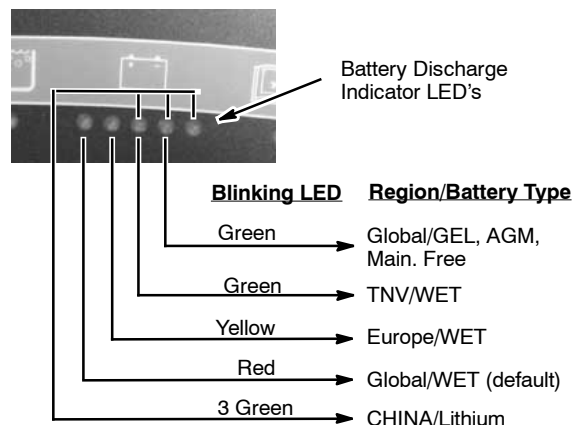 Battery Discharge
Indicator LED's
Blinking LED Region/Battery Type
Green
Global/GEL, AGM,
Main. Free
Green
TNV/WET
Yellow
Europe/WET
Red
Global/WET (default)
3 Green
CHINA/Lithium